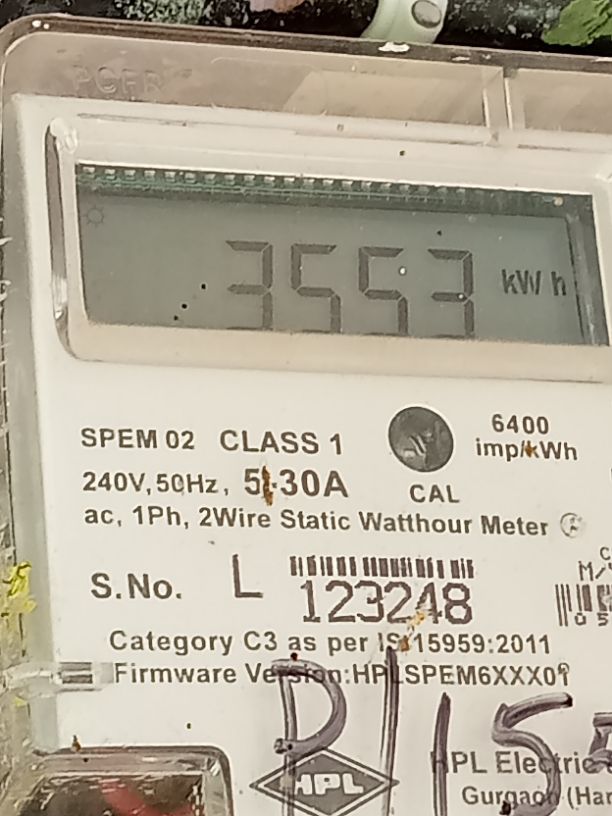 3553 kWh
SPEM 02 CLASS 1
6400
imp/kWh
240V, 50Hz, 5-30A
CAL
ac, 1Ph, 2Wire Static Watthour Meter
S.No. L 123248
Category C3 as per IS 15959:2011
Firmware Version:HPLSPEM6XXX01
HPL
HPL Electric
Gurgaon (Har